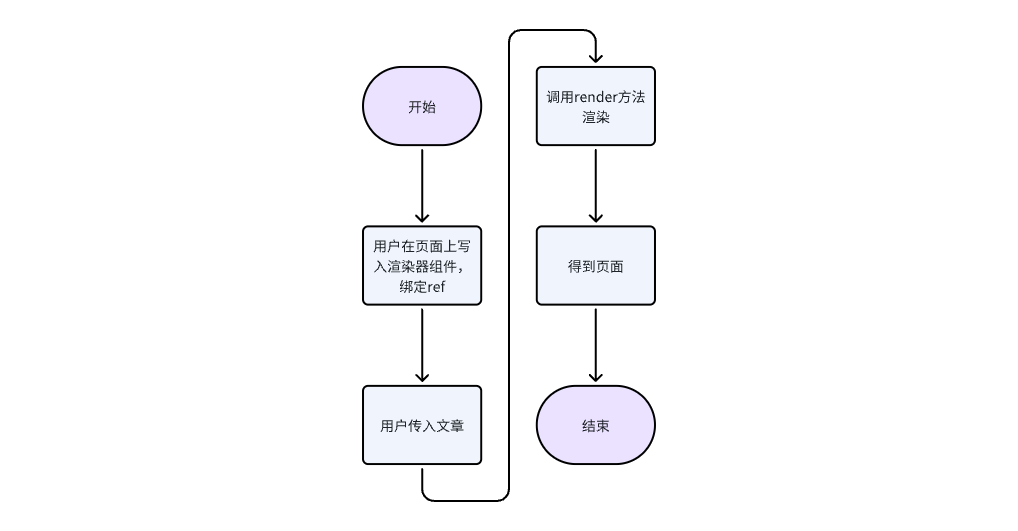 开始
用户在页面上写
入渲染器组件，
绑定ref
用户传入文章
调用render方法
渲染
得到页面
结束